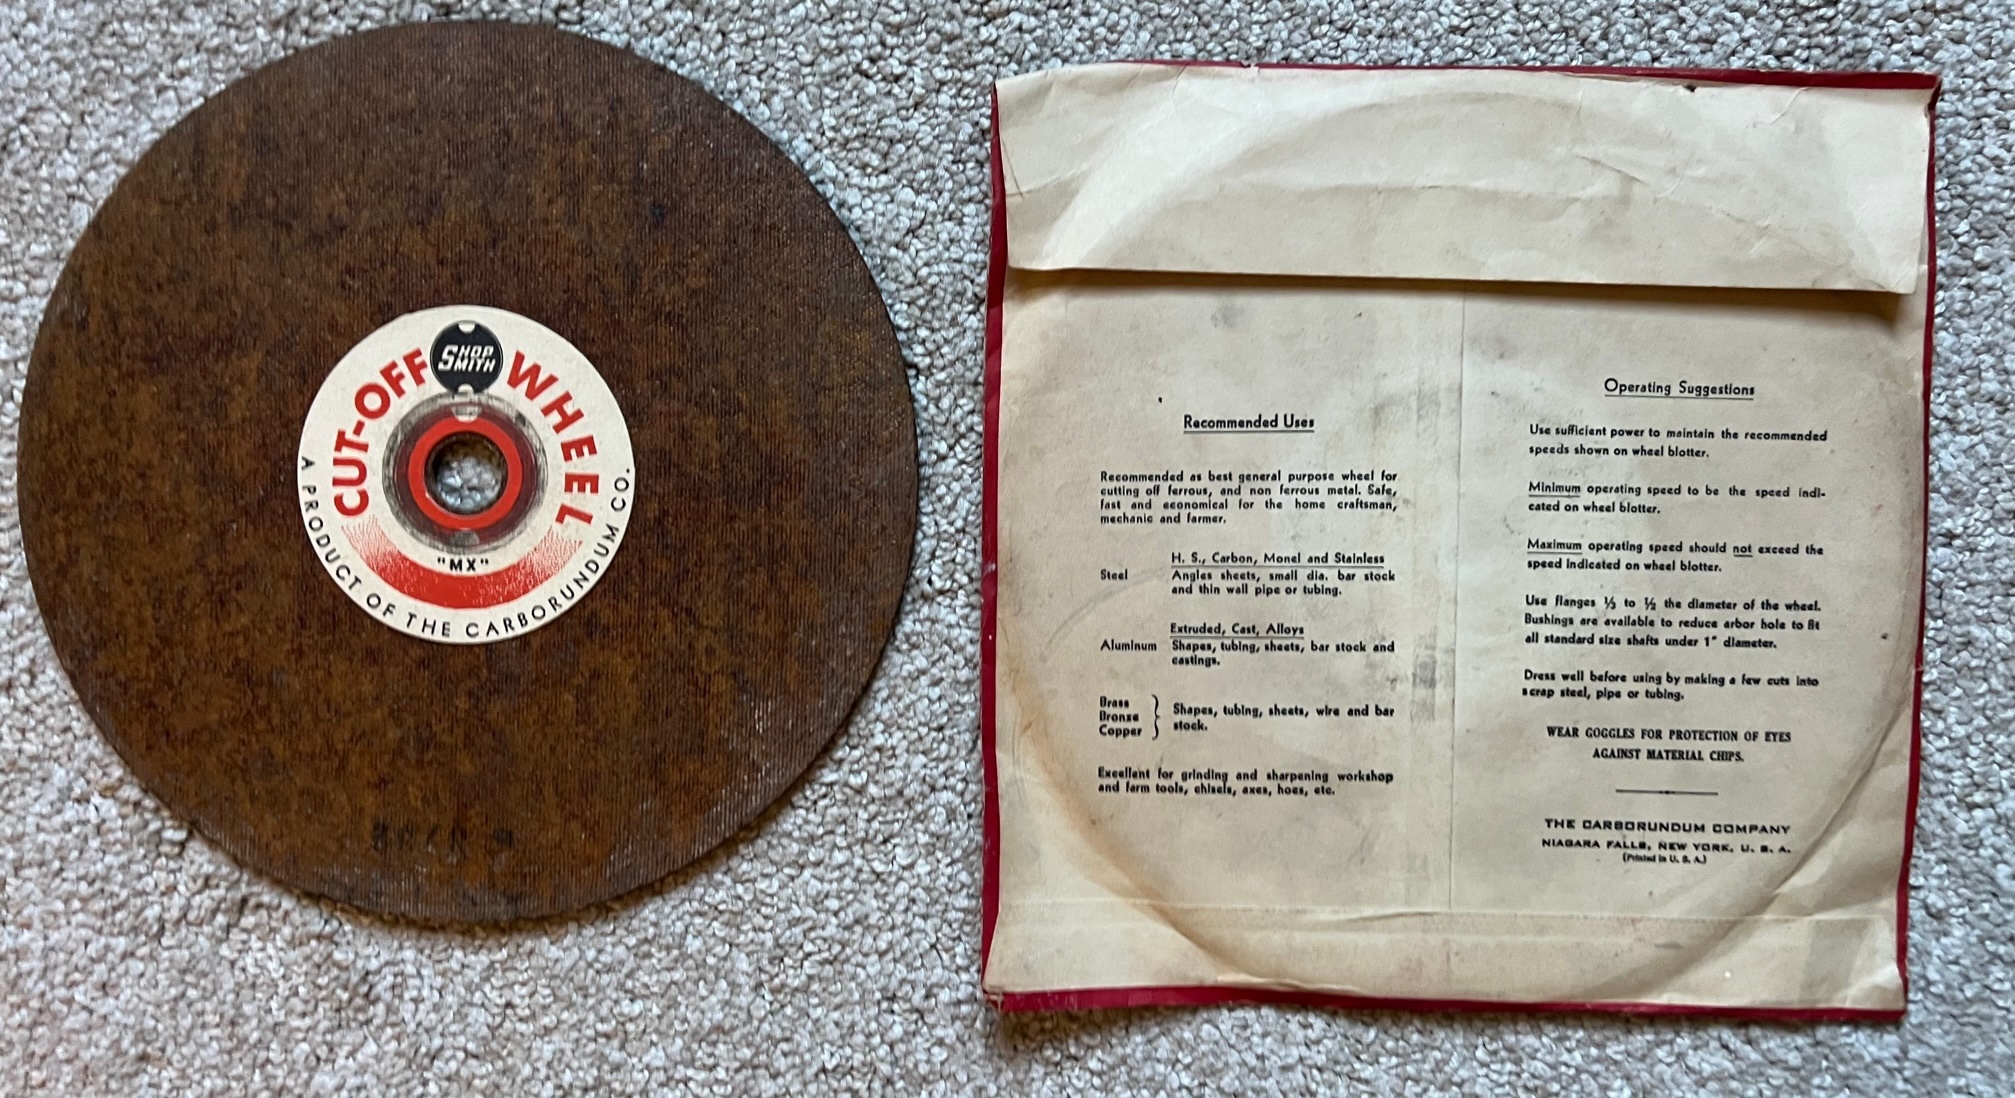 CUT-OFF WHEEL
SHOP
SMITH
"MX"
A PRODUCT OF THE CARBORUNDUM CO.
Recommended Uses
Recommended as best general purpose wheel for
cutting off ferrous, and non ferrous metal. Safe,
fast and economical for the home craftsman,
mechanic and farmer.
H. S., Carbon, Monel and Stainless
Steel Angles sheets, small dia. bar stock
and thin wall pipe or tubing.
Extruded, Cast, Alloys
Aluminum Shapes, tubing, sheets, bar stock and
castings.
Brass
Bronze
Copper
Shapes, tubing, sheets, wire and bar
stock.
Excellent for grinding and sharpening workshop
and farm tools, chisels, axes, hoes, etc.
Operating Suggestions
Use sufficient power to maintain the recommended
speeds shown on wheel blotter.
Minimum operating speed to be the speed indi-
cated on wheel blotter.
Maximum operating speed should not exceed the
speed indicated on wheel blotter.
Use flanges ⅓ to ½ the diameter of the wheel.
Bushings are available to reduce arbor hole to fit
all standard size shafts under 1" diameter.
Dress well before using by making a few cuts into
scrap steel, pipe or tubing.
WEAR GOGGLES FOR PROTECTION OF EYES
AGAINST MATERIAL CHIPS.
THE CARBORUNDUM COMPANY
NIAGARA FALLS, NEW YORK, U. S. A.
(Printed in U. S. A.)